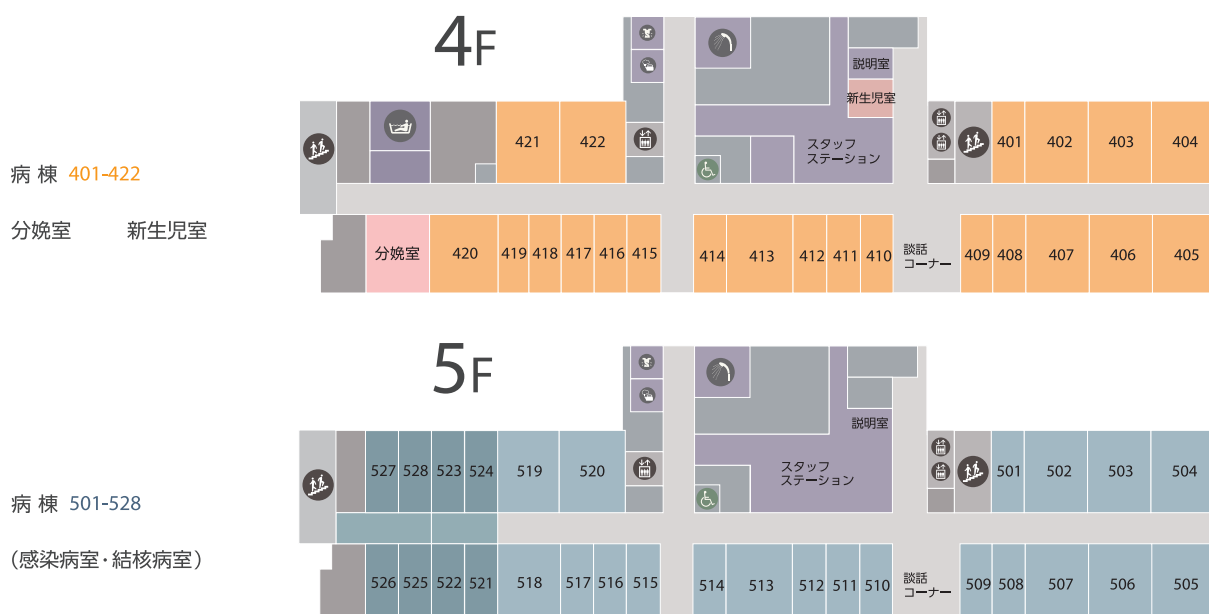 4F
説明室
新生児室
421 422
スタッフ
ステーション
401 402 403 404
病棟 401-422
分娩室 新生児室
分娩室 420 419 418 417 416 415 414 413 412 411 410
談話
コーナー
409 408 407 406 405
5F
説明室
527 528 523 524 519 520
スタッフ
ステーション
501 502 503 504
病棟 501-528
(感染病室・結核病室)
526 525 522 521 518 517 516 515 514 513 512 511 510
談話
コーナー
509 508 507 506 505